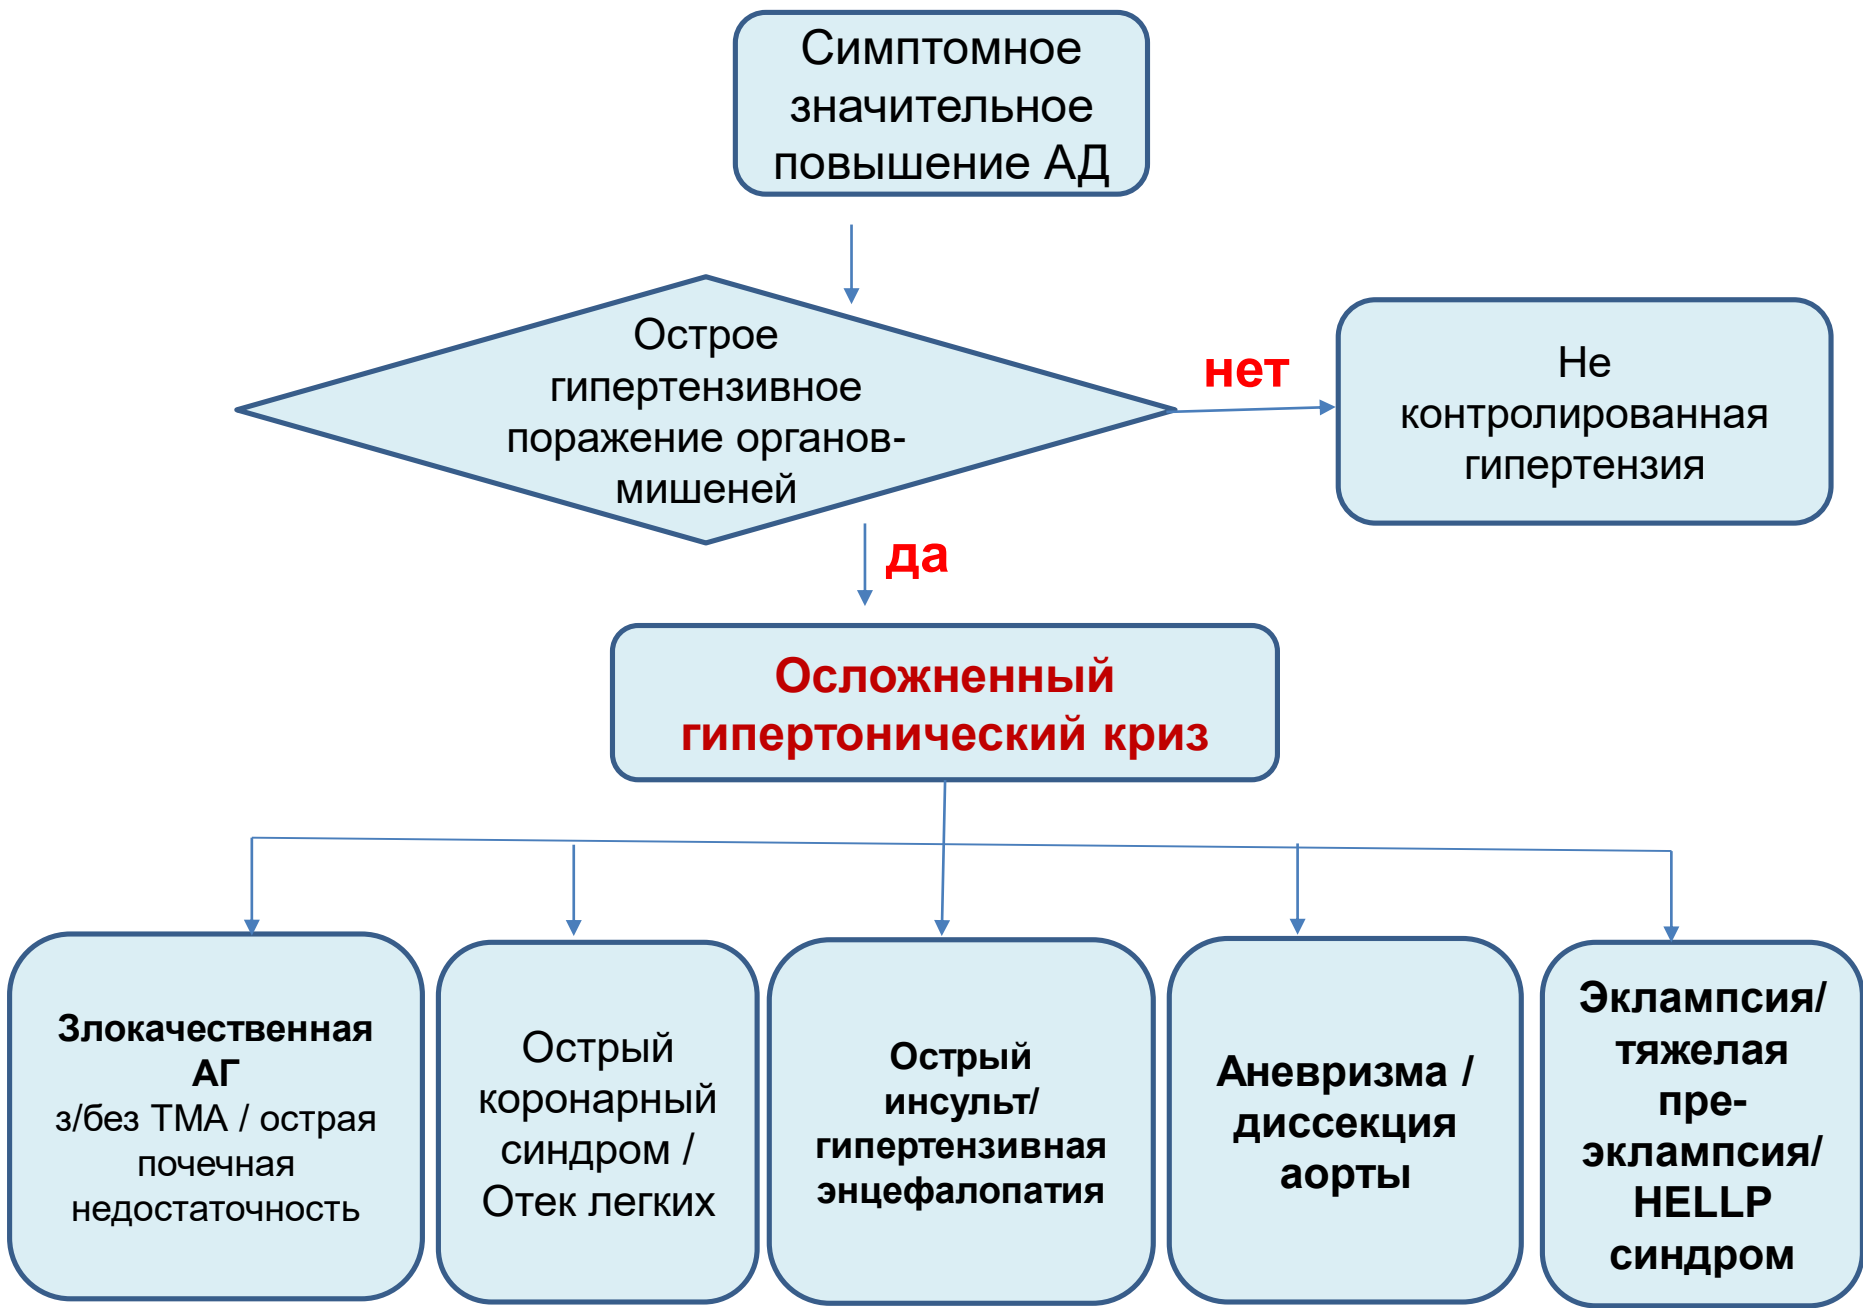 Симптомное
значительное
повышение АД
Острое
гипертензивное
поражение органов-
мишеней
нет
Не
контролированная
гипертензия
да
Осложненный
гипертонический криз
Злокачественная
АГ
з/без ТМА / острая
почечная
недостаточность
Острый
коронарный
синдром /
Отек легких
Острый
инсульт/
гипертензивная
энцефалопатия
Аневризма /
диссекция
аорты
Эклампсия/
тяжелая
пре-
эклампсия/
HELLP
синдром